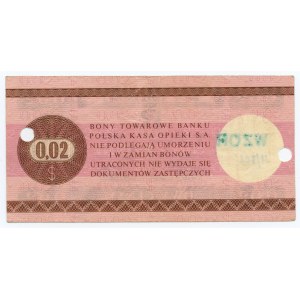 BONY TOWAROWE BANKU
POLSKA KASA OPIEKI S.A.
NIE PODLEGAJĄ UMORZENIU
I W ZAMIAN BONÓW
UTRACONYCH NIE WYDAJE SIĘ
DOKUMENTÓW ZASTĘPCZYCH
0,02
$
WZOR